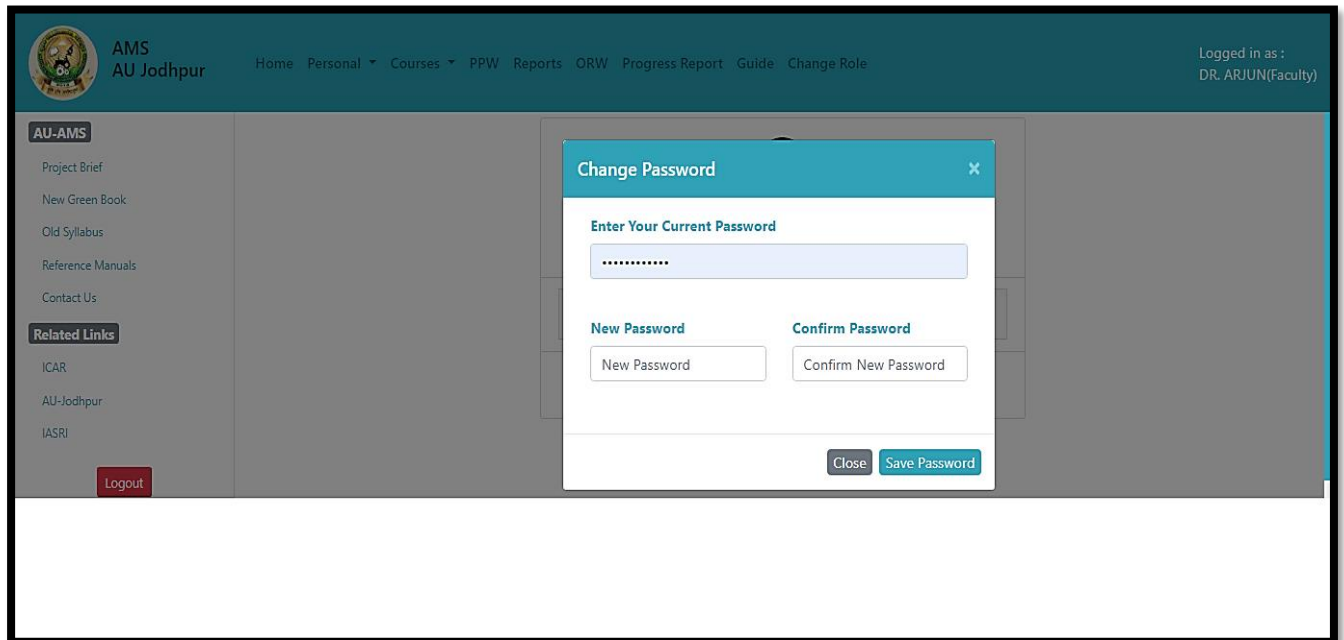 AMS
AU Jodhpur
Home Personal Courses PPW Reports ORW Progress Report Guide Change Role
Logged in as :
DR. ARJUN(Faculty)
AU-AMS
Project Brief
New Green Book
Old Syllabus
Reference Manuals
Contact Us
Related Links
ICAR
AU-Jodhpur
IASRI
Logout
Change Password ×
Enter Your Current Password
••••••••••••
New Password Confirm Password
New Password Confirm New Password
Close Save Password